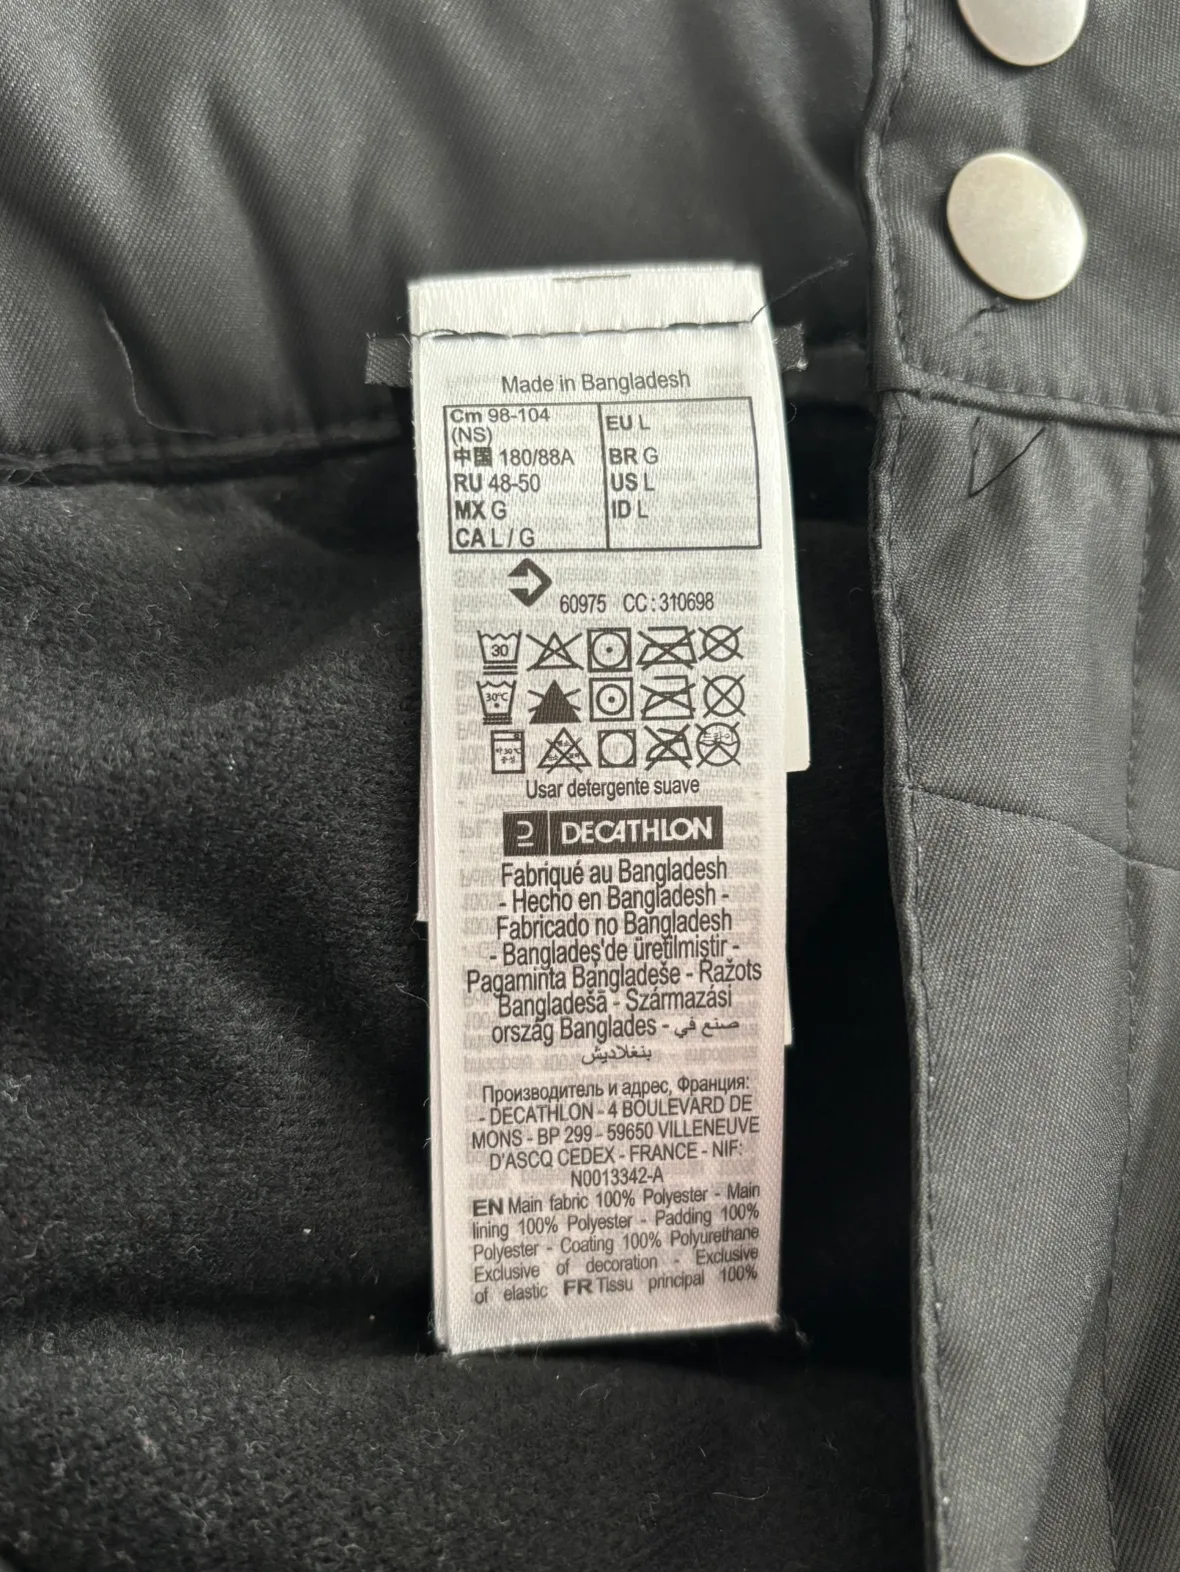 Made in Bangladesh
Cm 98-104
(NS)
中国 180/88A
RU 48-50
MX G
CA L / G
EU L
BR G
US L
ID L
60975 CC : 310698
30
30°C
Usar detergente suave
DECATHLON
Fabriqué au Bangladesh
- Hecho en Bangladesh -
Fabricado no Bangladesh
- Bangladeş'de üretilmiştir -
Pagaminta Bangladeše - Ražots
Bangladešā - Származási
ország Banglades - صنع في
بنغلاديش
Производитель и адрес, Франция:
- DECATHLON - 4 BOULEVARD DE
MONS - BP 299 - 59650 VILLENEUVE
D'ASCQ CEDEX - FRANCE - NIF:
N0013342-A
EN Main fabric 100% Polyester - Main
lining 100% Polyester - Padding 100%
Polyester - Coating 100% Polyurethane
Exclusive of decoration - Exclusive
of elastic FR Tissu principal 100%